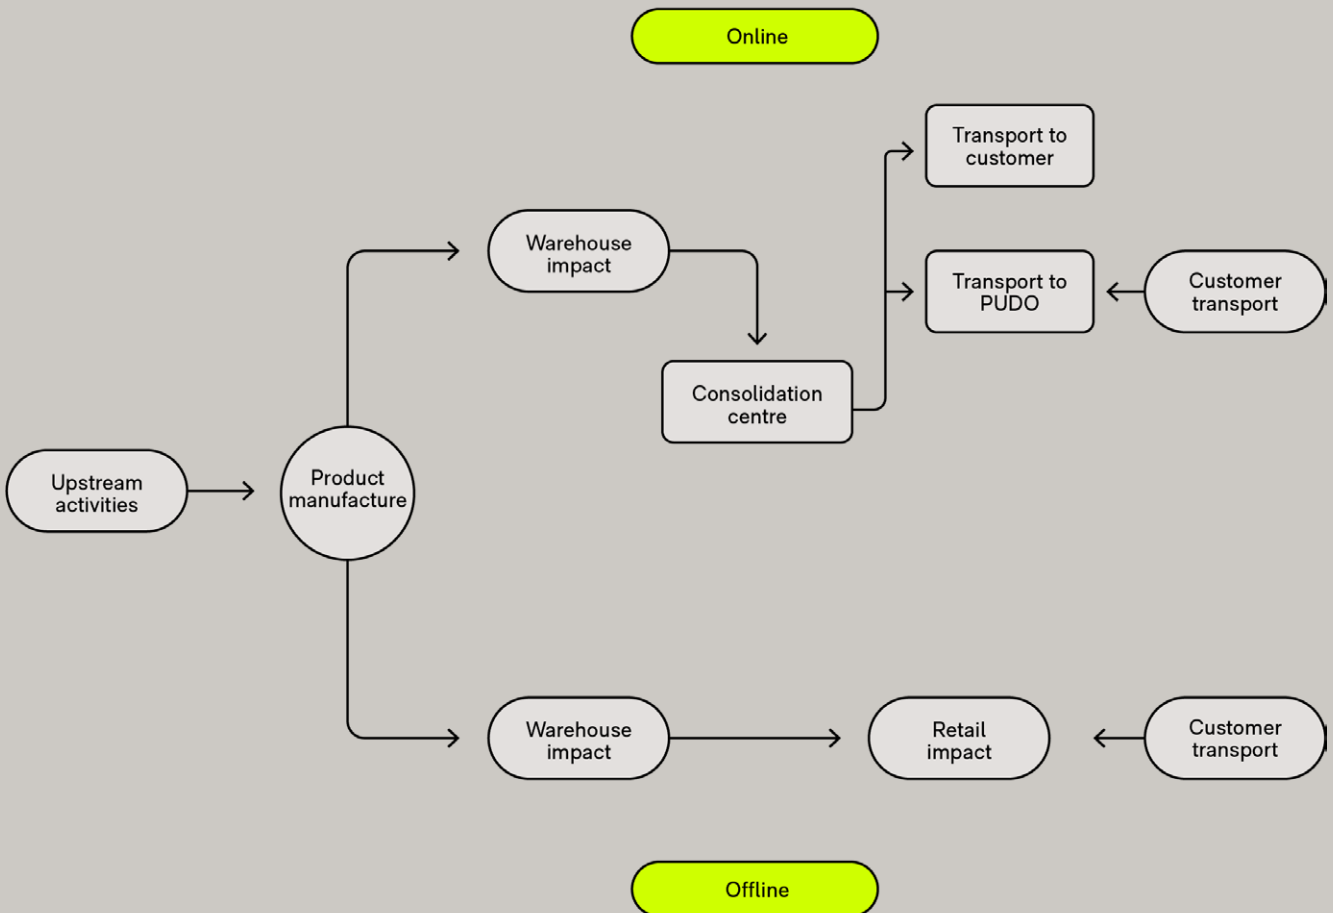 Online
Transport to
customer
Warehouse
impact
Transport to
PUDO
Customer
transport
Consolidation
centre
Upstream
activities
Product
manufacture
Warehouse
impact
Retail
impact
Customer
transport
Offline